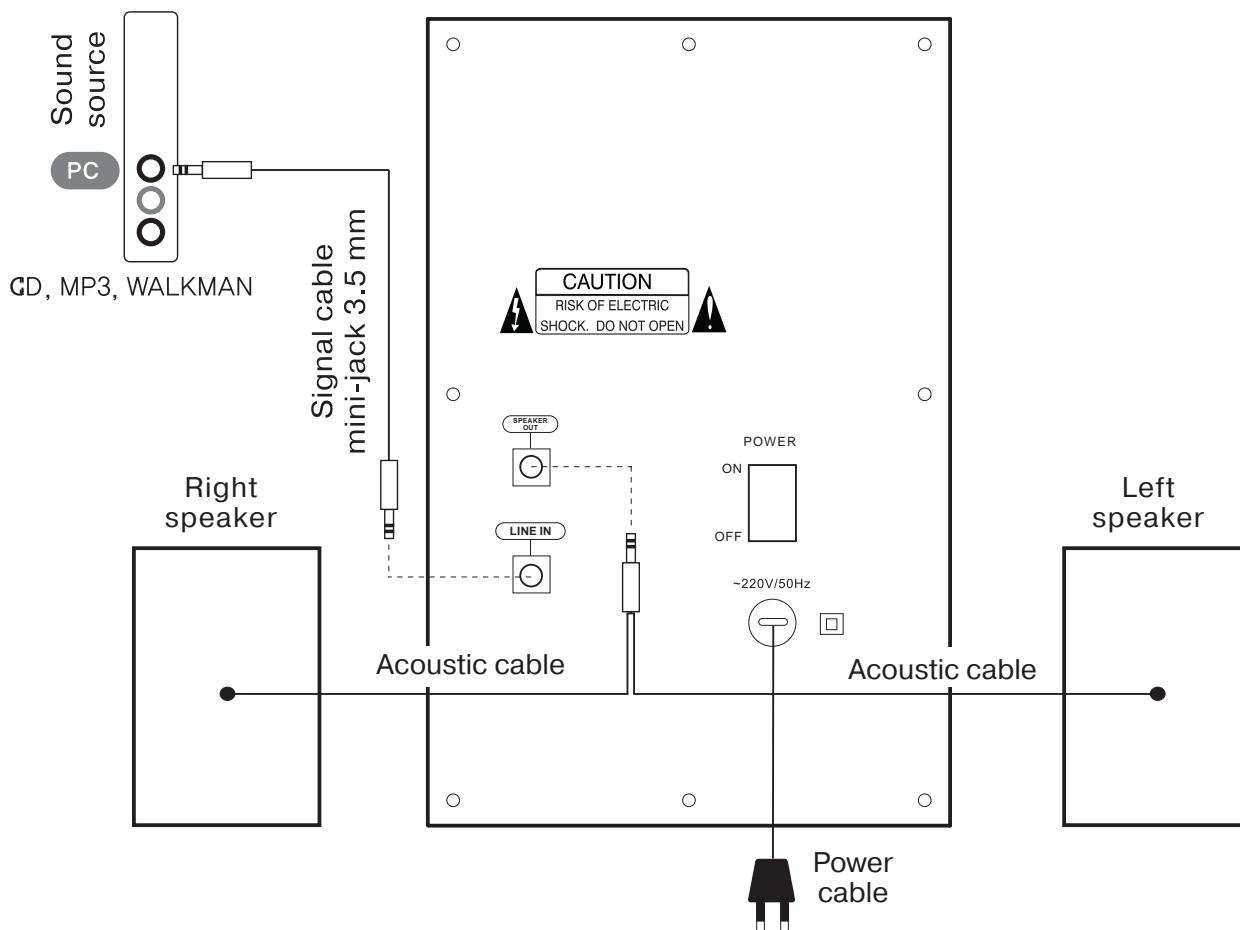 Sound
source
PC
CD, MP3, WALKMAN
Signal cable
mini-jack 3.5 mm
CAUTION
RISK OF ELECTRIC
SHOCK. DO NOT OPEN
SPEAKER
OUT
LINE IN
POWER
ON
OFF
~220V/50Hz
Right
speaker
Left
speaker
Acoustic cable
Acoustic cable
Power
cable